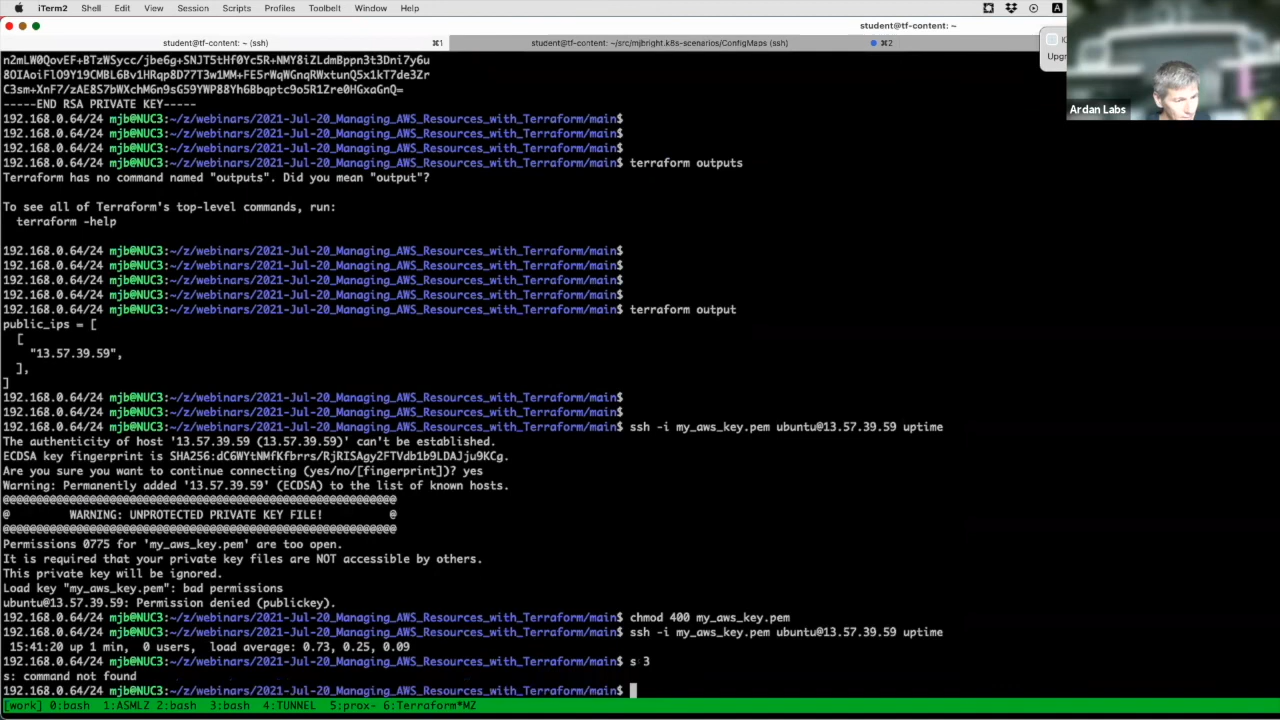 iTerm2 Shell Edit View Session Scripts Profiles Toolbelt Window Help
student@tf-content: ~
student@tf-content: ~ (ssh) ⌘1 student@tf-content: ~/src/mjbright.k8s-scenarios/ConfigMaps (ssh) ⌘2
Upgr
Ardan Labs
n2mLW0QovEF+BTzWSycc/jbe6g+SNJT5tHf0Yc5R+NMY8iZLdmBppn3t3Dni7y6u
8OIAoiFlO9Y19CMBL6Bv1HRqp8D77T3w1MM+FE5rWqWGnqRWxtunQ5x1kT7de3Zr
C3sm+XnF7/zAE8S7bWXchM6n9sG59YWP88Yh6Bbqptc9o5R1Zre0HGxaGnQ=
-----END RSA PRIVATE KEY-----
192.168.0.64/24 mjb@NUC3:~/z/webinars/2021-Jul-20_Managing_AWS_Resources_with_Terraform/main$
192.168.0.64/24 mjb@NUC3:~/z/webinars/2021-Jul-20_Managing_AWS_Resources_with_Terraform/main$
192.168.0.64/24 mjb@NUC3:~/z/webinars/2021-Jul-20_Managing_AWS_Resources_with_Terraform/main$
192.168.0.64/24 mjb@NUC3:~/z/webinars/2021-Jul-20_Managing_AWS_Resources_with_Terraform/main$ terraform outputs
Terraform has no command named "outputs". Did you mean "output"?
To see all of Terraform's top-level commands, run:
terraform -help
192.168.0.64/24 mjb@NUC3:~/z/webinars/2021-Jul-20_Managing_AWS_Resources_with_Terraform/main$
192.168.0.64/24 mjb@NUC3:~/z/webinars/2021-Jul-20_Managing_AWS_Resources_with_Terraform/main$
192.168.0.64/24 mjb@NUC3:~/z/webinars/2021-Jul-20_Managing_AWS_Resources_with_Terraform/main$
192.168.0.64/24 mjb@NUC3:~/z/webinars/2021-Jul-20_Managing_AWS_Resources_with_Terraform/main$
192.168.0.64/24 mjb@NUC3:~/z/webinars/2021-Jul-20_Managing_AWS_Resources_with_Terraform/main$ terraform output
public_ips = [
[
"13.57.39.59",
],
]
192.168.0.64/24 mjb@NUC3:~/z/webinars/2021-Jul-20_Managing_AWS_Resources_with_Terraform/main$
192.168.0.64/24 mjb@NUC3:~/z/webinars/2021-Jul-20_Managing_AWS_Resources_with_Terraform/main$
192.168.0.64/24 mjb@NUC3:~/z/webinars/2021-Jul-20_Managing_AWS_Resources_with_Terraform/main$ ssh -i my_aws_key.pem ubuntu@13.57.39.59 uptime
The authenticity of host '13.57.39.59 (13.57.39.59)' can't be established.
ECDSA key fingerprint is SHA256:dC6WYtNMfKfbrrs/RjRISAgy2FTVdb1b9LDAJju9KCg.
Are you sure you want to continue connecting (yes/no/[fingerprint])? yes
Warning: Permanently added '13.57.39.59' (ECDSA) to the list of known hosts.
@@@@@@@@@@@@@@@@@@@@@@@@@@@@@@@@@@@@@@@@@@@@@@@@@@@@@@@@@@@
@ WARNING: UNPROTECTED PRIVATE KEY FILE! @
@@@@@@@@@@@@@@@@@@@@@@@@@@@@@@@@@@@@@@@@@@@@@@@@@@@@@@@@@@@
Permissions 0775 for 'my_aws_key.pem' are too open.
It is required that your private key files are NOT accessible by others.
This private key will be ignored.
Load key "my_aws_key.pem": bad permissions
ubuntu@13.57.39.59: Permission denied (publickey).
192.168.0.64/24 mjb@NUC3:~/z/webinars/2021-Jul-20_Managing_AWS_Resources_with_Terraform/main$ chmod 400 my_aws_key.pem
192.168.0.64/24 mjb@NUC3:~/z/webinars/2021-Jul-20_Managing_AWS_Resources_with_Terraform/main$ ssh -i my_aws_key.pem ubuntu@13.57.39.59 uptime
15:41:20 up 1 min, 0 users, load average: 0.73, 0.25, 0.09
192.168.0.64/24 mjb@NUC3:~/z/webinars/2021-Jul-20_Managing_AWS_Resources_with_Terraform/main$ s 3
s: command not found
192.168.0.64/24 mjb@NUC3:~/z/webinars/2021-Jul-20_Managing_AWS_Resources_with_Terraform/main$
[work] 0:bash 1:ASMLZ 2:bash 3:bash 4:TUNNEL 5:prox- 6:Terraform*MZ